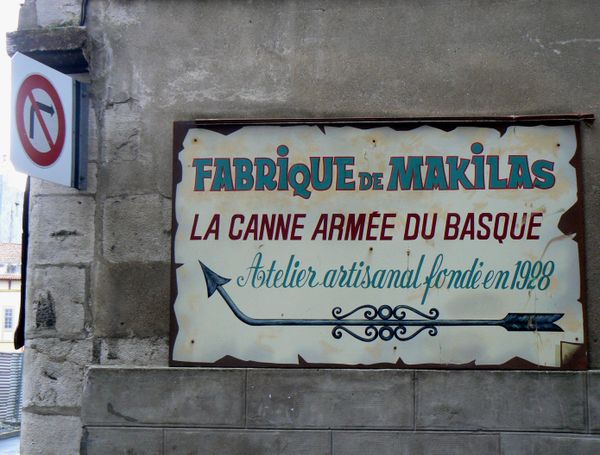 FABRiQUE DE MAKiLAS
LA CANNE ARMÉE DU BASQUE
Atelier artisanal fondé en 1928